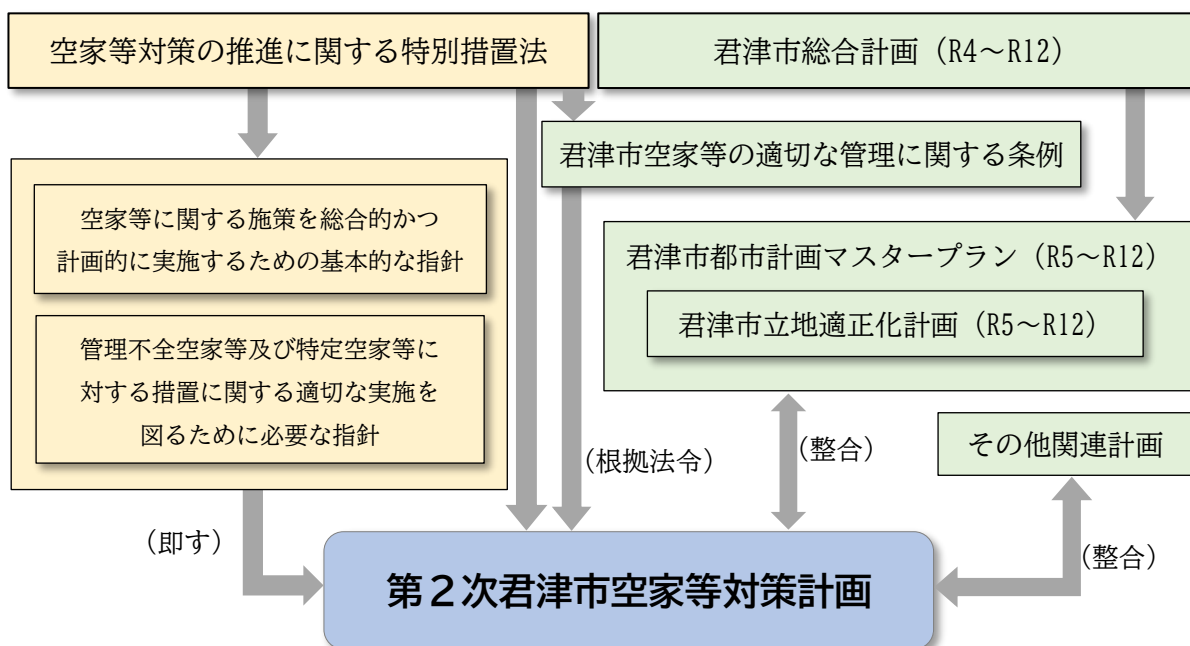 空家等対策の推進に関する特別措置法
君津市総合計画（R4～R12）
君津市空家等の適切な管理に関する条例
空家等に関する施策を総合的かつ
計画的に実施するための基本的な指針
管理不全空家等及び特定空家等に
対する措置に関する適切な実施を
図るために必要な指針
君津市都市計画マスタープラン（R5～R12）
君津市立地適正化計画（R5～R12）
その他関連計画
（根拠法令）
（整合）
（即す）
（整合）
第２次君津市空家等対策計画